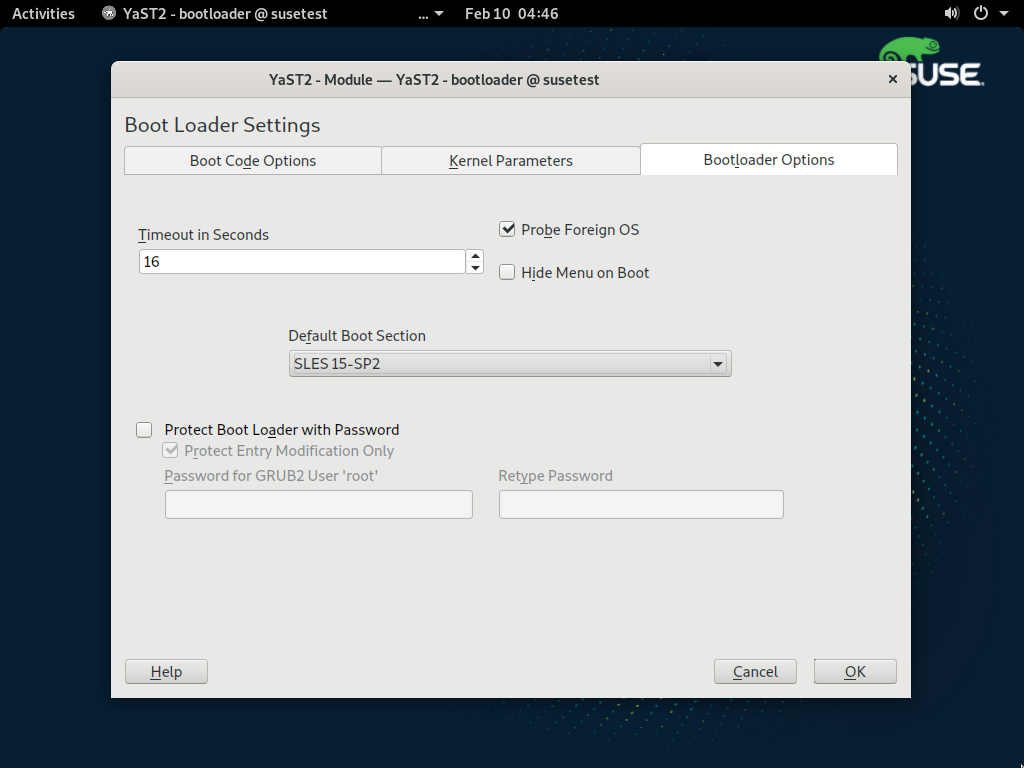 Activities YaST2 - bootloader @ susetest ... Feb 10 04:46
SUSE
YaST2 - Module — YaST2 - bootloader @ susetest
Boot Loader Settings
Boot Code Options Kernel Parameters Bootloader Options
Timeout in Seconds
Probe Foreign OS
16
Hide Menu on Boot
Default Boot Section
SLES 15-SP2
Protect Boot Loader with Password
Protect Entry Modification Only
Password for GRUB2 User 'root' Retype Password
Help Cancel OK